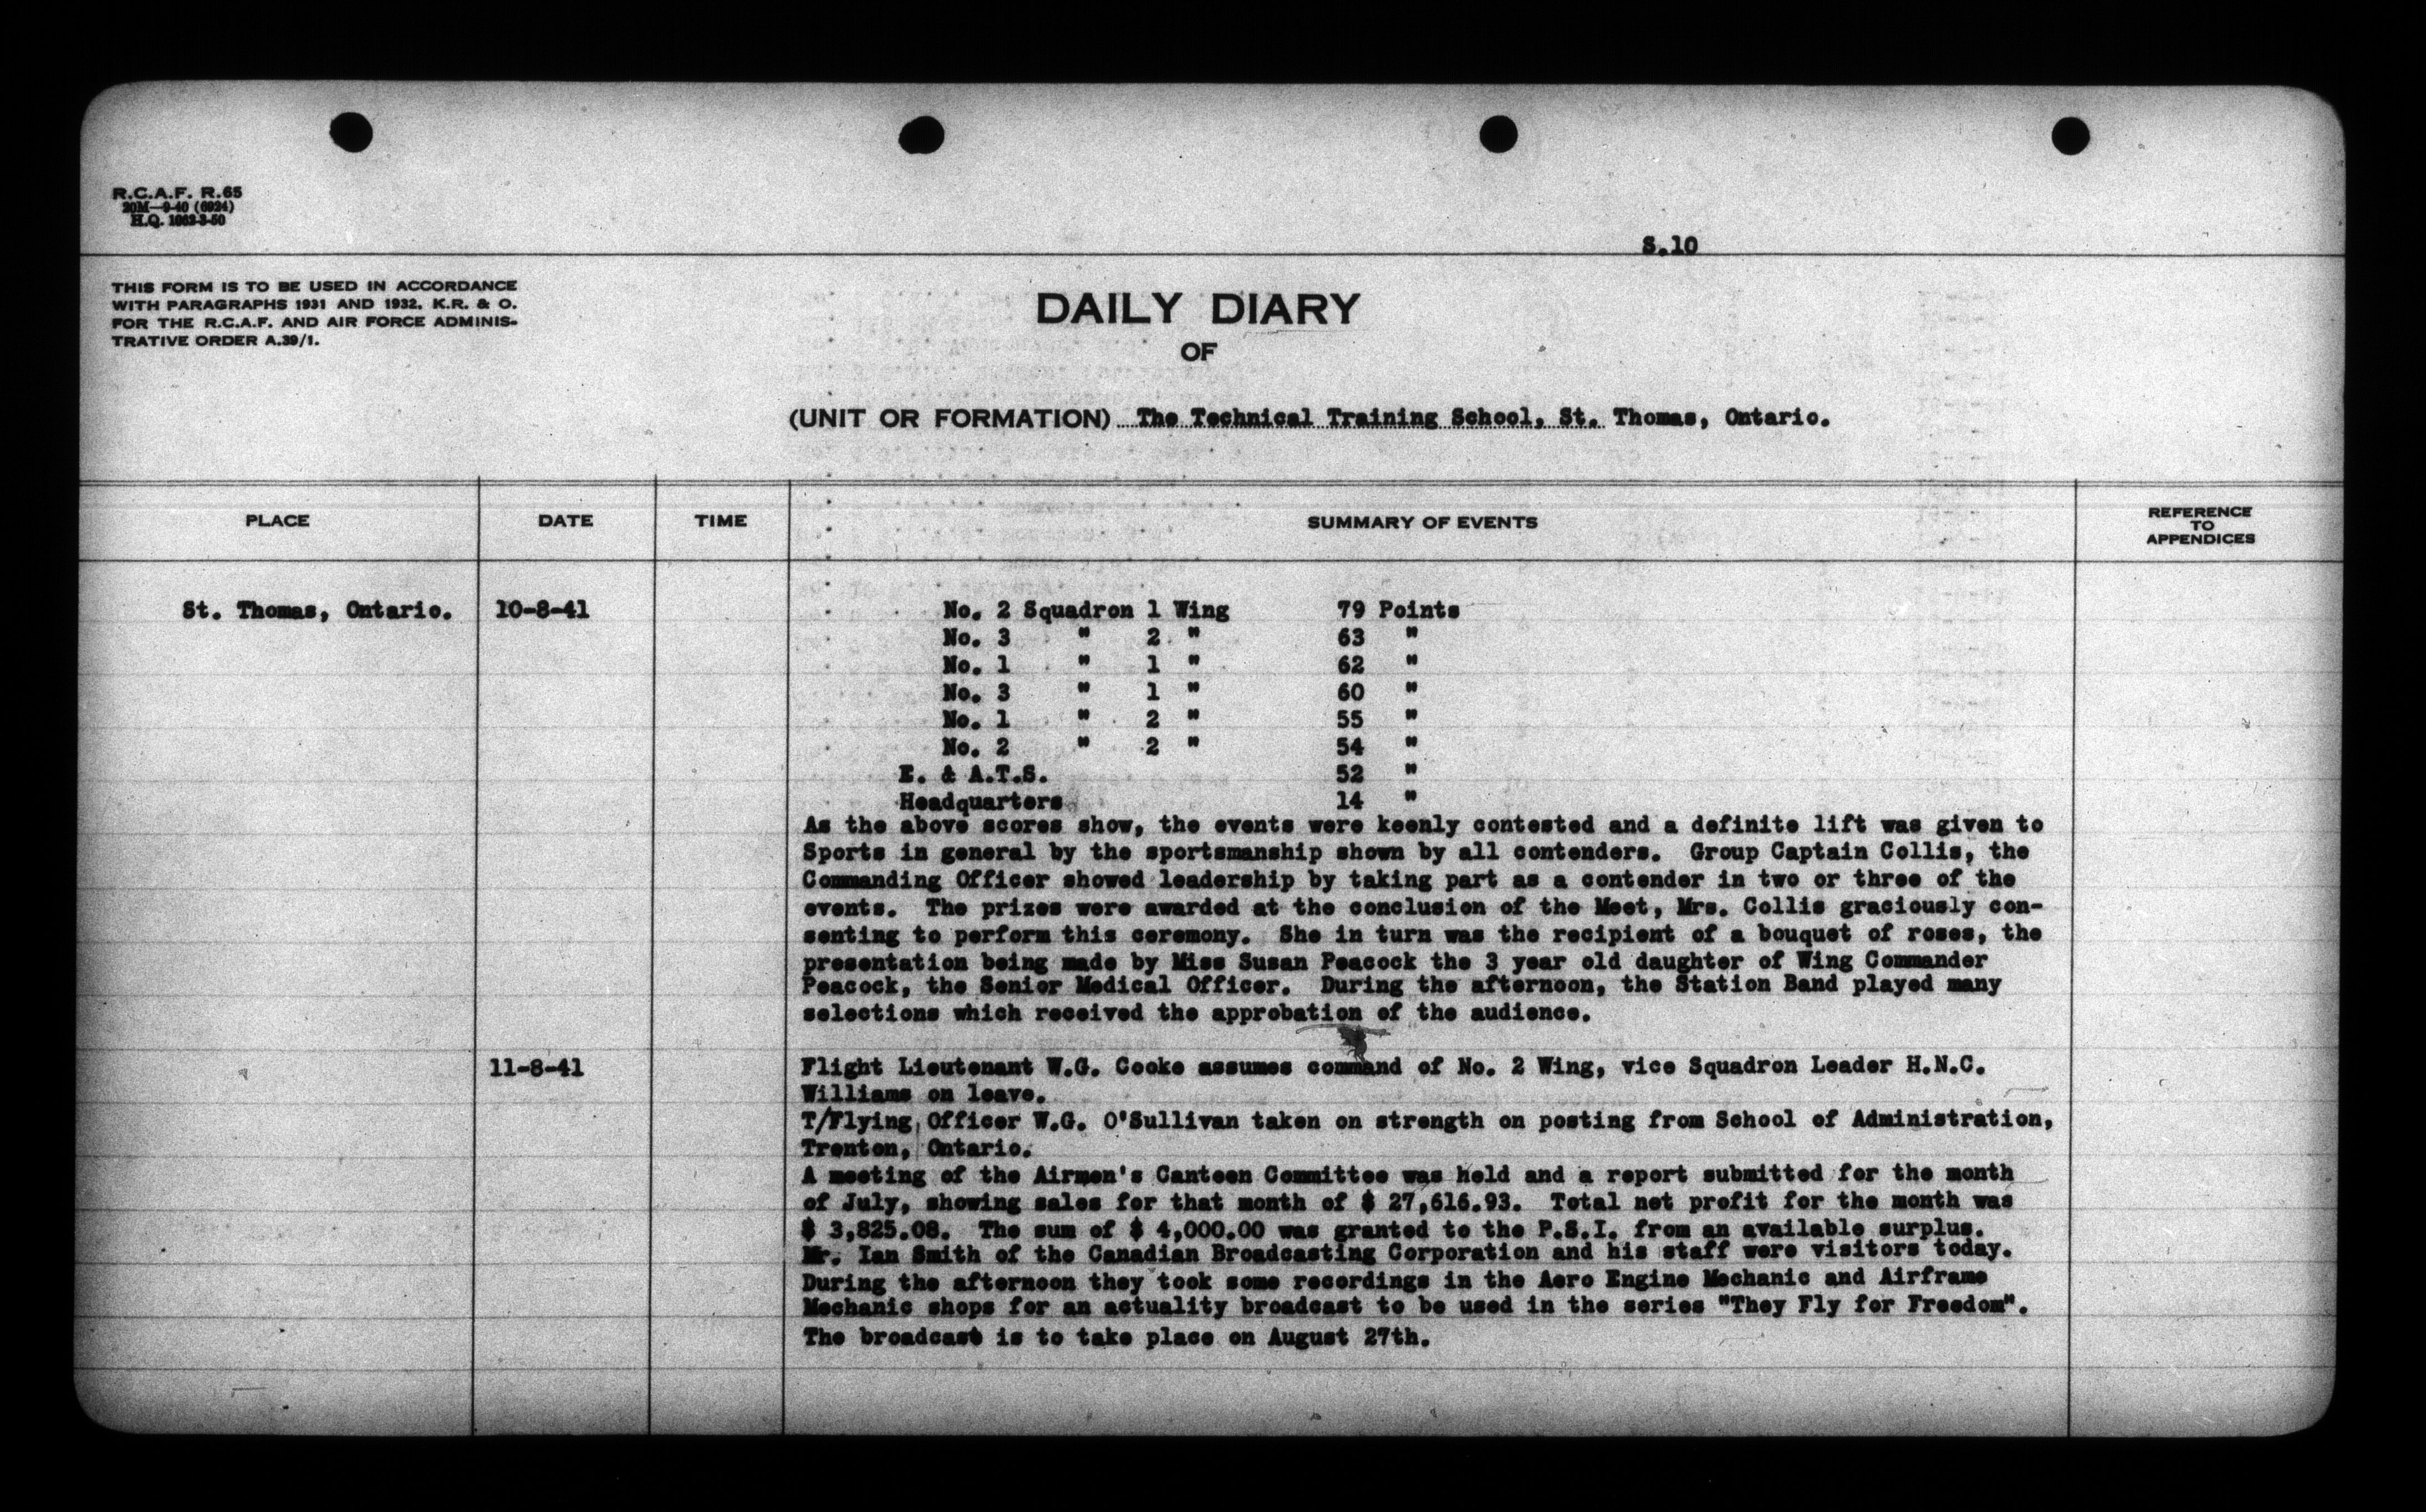 R.C.A.F. R.65
20M—9-40 (6924)
H.Q. 1062-3-50
S.10
THIS FORM IS TO BE USED IN ACCORDANCE
WITH PARAGRAPHS 1931 AND 1932, K.R. & O.
FOR THE R.C.A.F. AND AIR FORCE ADMINIS-
TRATIVE ORDER A.39/1.
DAILY DIARY
OF
(UNIT OR FORMATION) The Technical Training School, St. Thomas, Ontario.
PLACE DATE TIME SUMMARY OF EVENTS REFERENCE
TO
APPENDICES
St. Thomas, Ontario. 10-8-41 No. 2 Squadron 1 Wing 79 Points
No. 3 " 2 " 63 "
No. 1 " 1 " 62 "
No. 3 " 1 " 60 "
No. 1 " 2 " 55 "
No. 2 " 2 " 54 "
E. & A.T.S. 52 "
Headquarters 14 "
As the above scores show, the events were keenly contested and a definite lift was given to
Sports in general by the sportsmanship shown by all contenders. Group Captain Collis, the
Commanding Officer showed leadership by taking part as a contender in two or three of the
events. The prizes were awarded at the conclusion of the Meet, Mrs. Collis graciously con-
senting to perform this ceremony. She in turn was the recipient of a bouquet of roses, the
presentation being made by Miss Susan Peacock the 3 year old daughter of Wing Commander
Peacock, the Senior Medical Officer. During the afternoon, the Station Band played many
selections which received the approbation of the audience.
11-8-41 Flight Lieutenant W.G. Cooke assumes command of No. 2 Wing, vice Squadron Leader H.N.C.
Williams on leave.
T/Flying Officer W.G. O'Sullivan taken on strength on posting from School of Administration,
Trenton, Ontario.
A meeting of the Airmen's Canteen Committee was held and a report submitted for the month
of July, showing sales for that month of $ 27,616.93. Total net profit for the month was
$ 3,825.08. The sum of $ 4,000.00 was granted to the P.S.I. from an available surplus.
Mr. Ian Smith of the Canadian Broadcasting Corporation and his staff were visitors today.
During the afternoon they took some recordings in the Aero Engine Mechanic and Airframe
Mechanic shops for an actuality broadcast to be used in the series "They Fly for Freedom".
The broadcast is to take place on August 27th.